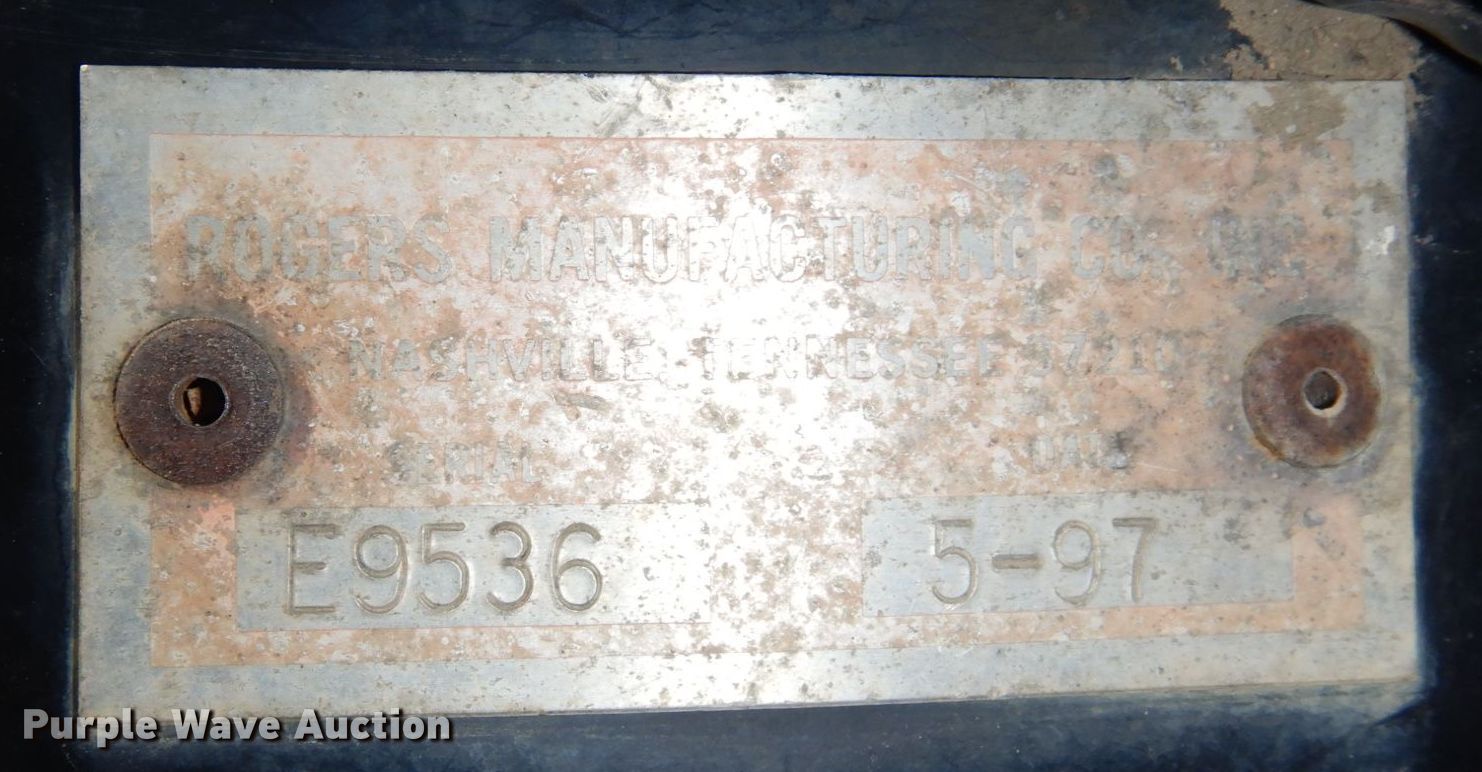 ROGERS MANUFACTURING CO. INC.
NASHVILLE, TENNESSEE 37210
SERIAL
DATE
E9536
5-97
Purple Wave Auction